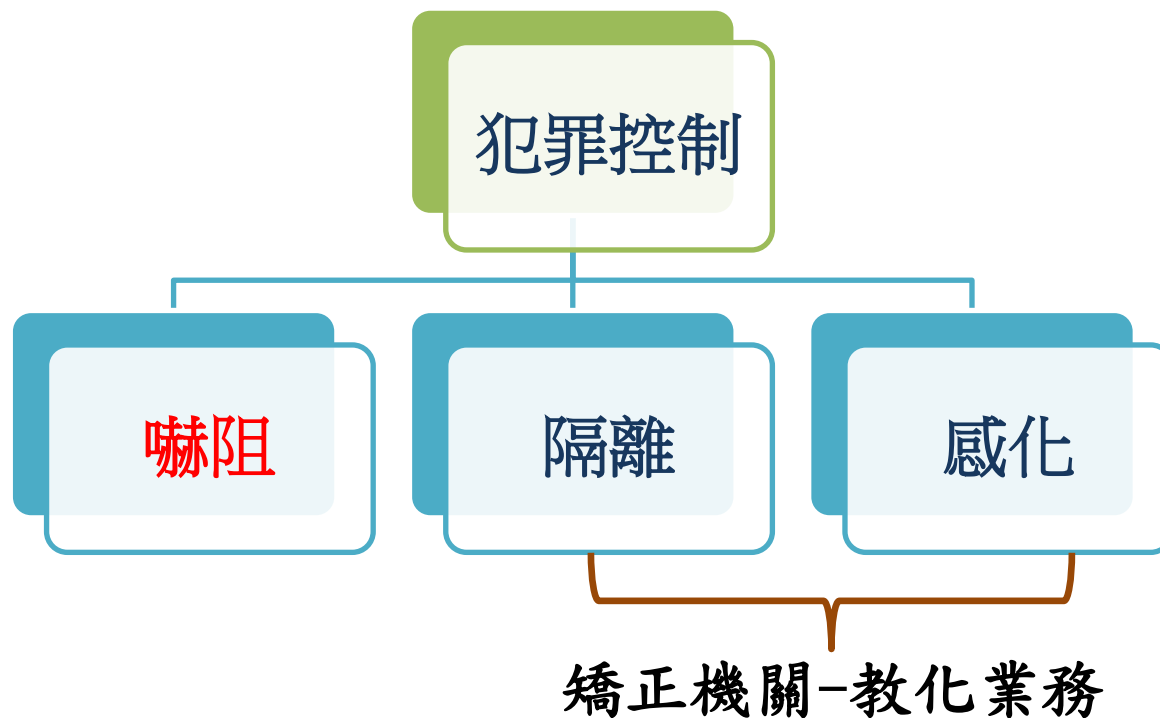 犯罪控制
嚇阻
隔離
感化
矯正機關-教化業務